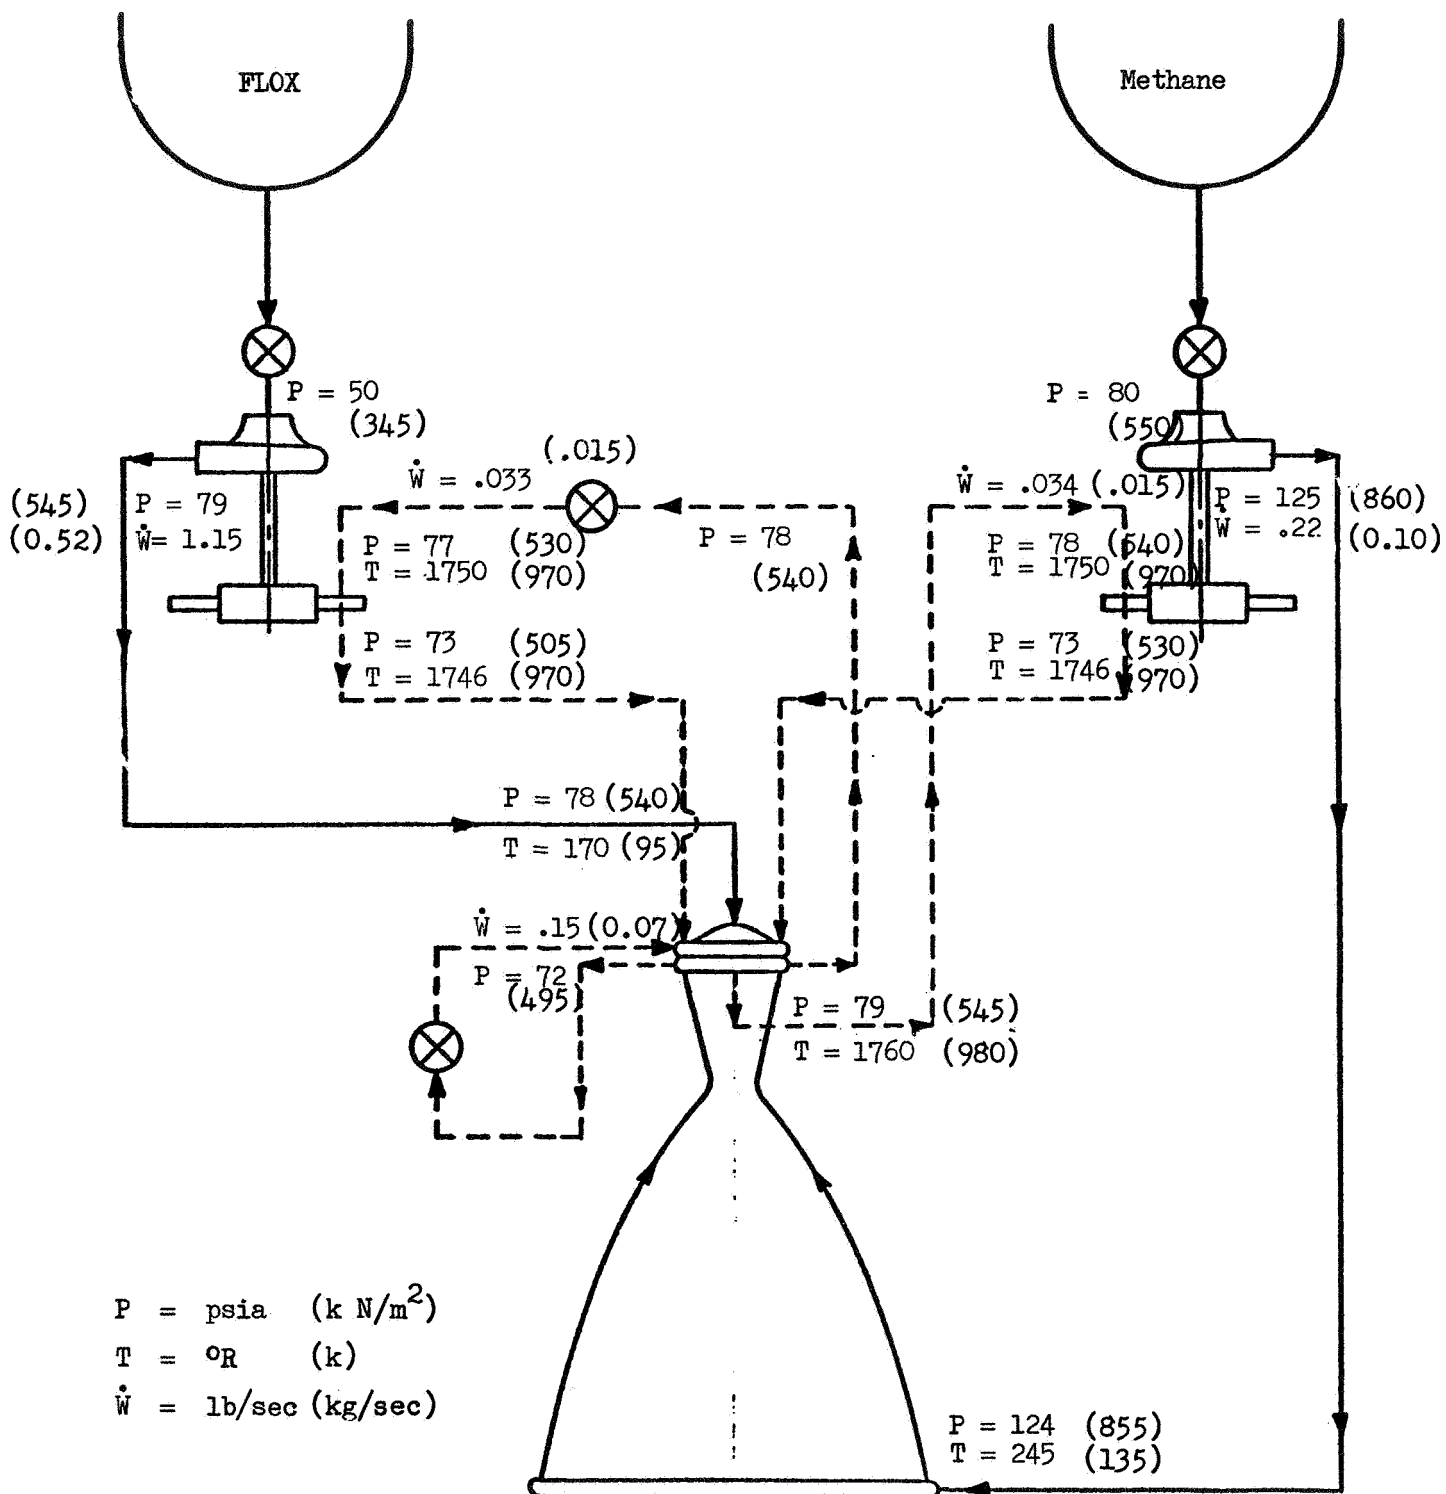 FLOX
Methane
P = 50
(345)
P = 80
(550)
(.015)
Ẇ = .033
Ẇ = .034 (.015)
(545)
P = 79
(0.52)
Ẇ = 1.15
P = 125 (860)
Ẇ = .22 (0.10)
P = 77 (530)
T = 1750 (970)
P = 78
(540)
P = 78 (540)
T = 1750 (970)
P = 73 (505)
T = 1746 (970)
P = 73 (530)
T = 1746 (970)
P = 78 (540)
T = 170 (95)
Ẇ = .15 (0.07)
P = 72
(495)
P = 79 (545)
T = 1760 (980)
P = psia (k N/m²)
T = ºR (k)
Ẇ = lb/sec (kg/sec)
P = 124 (855)
T = 245 (135)